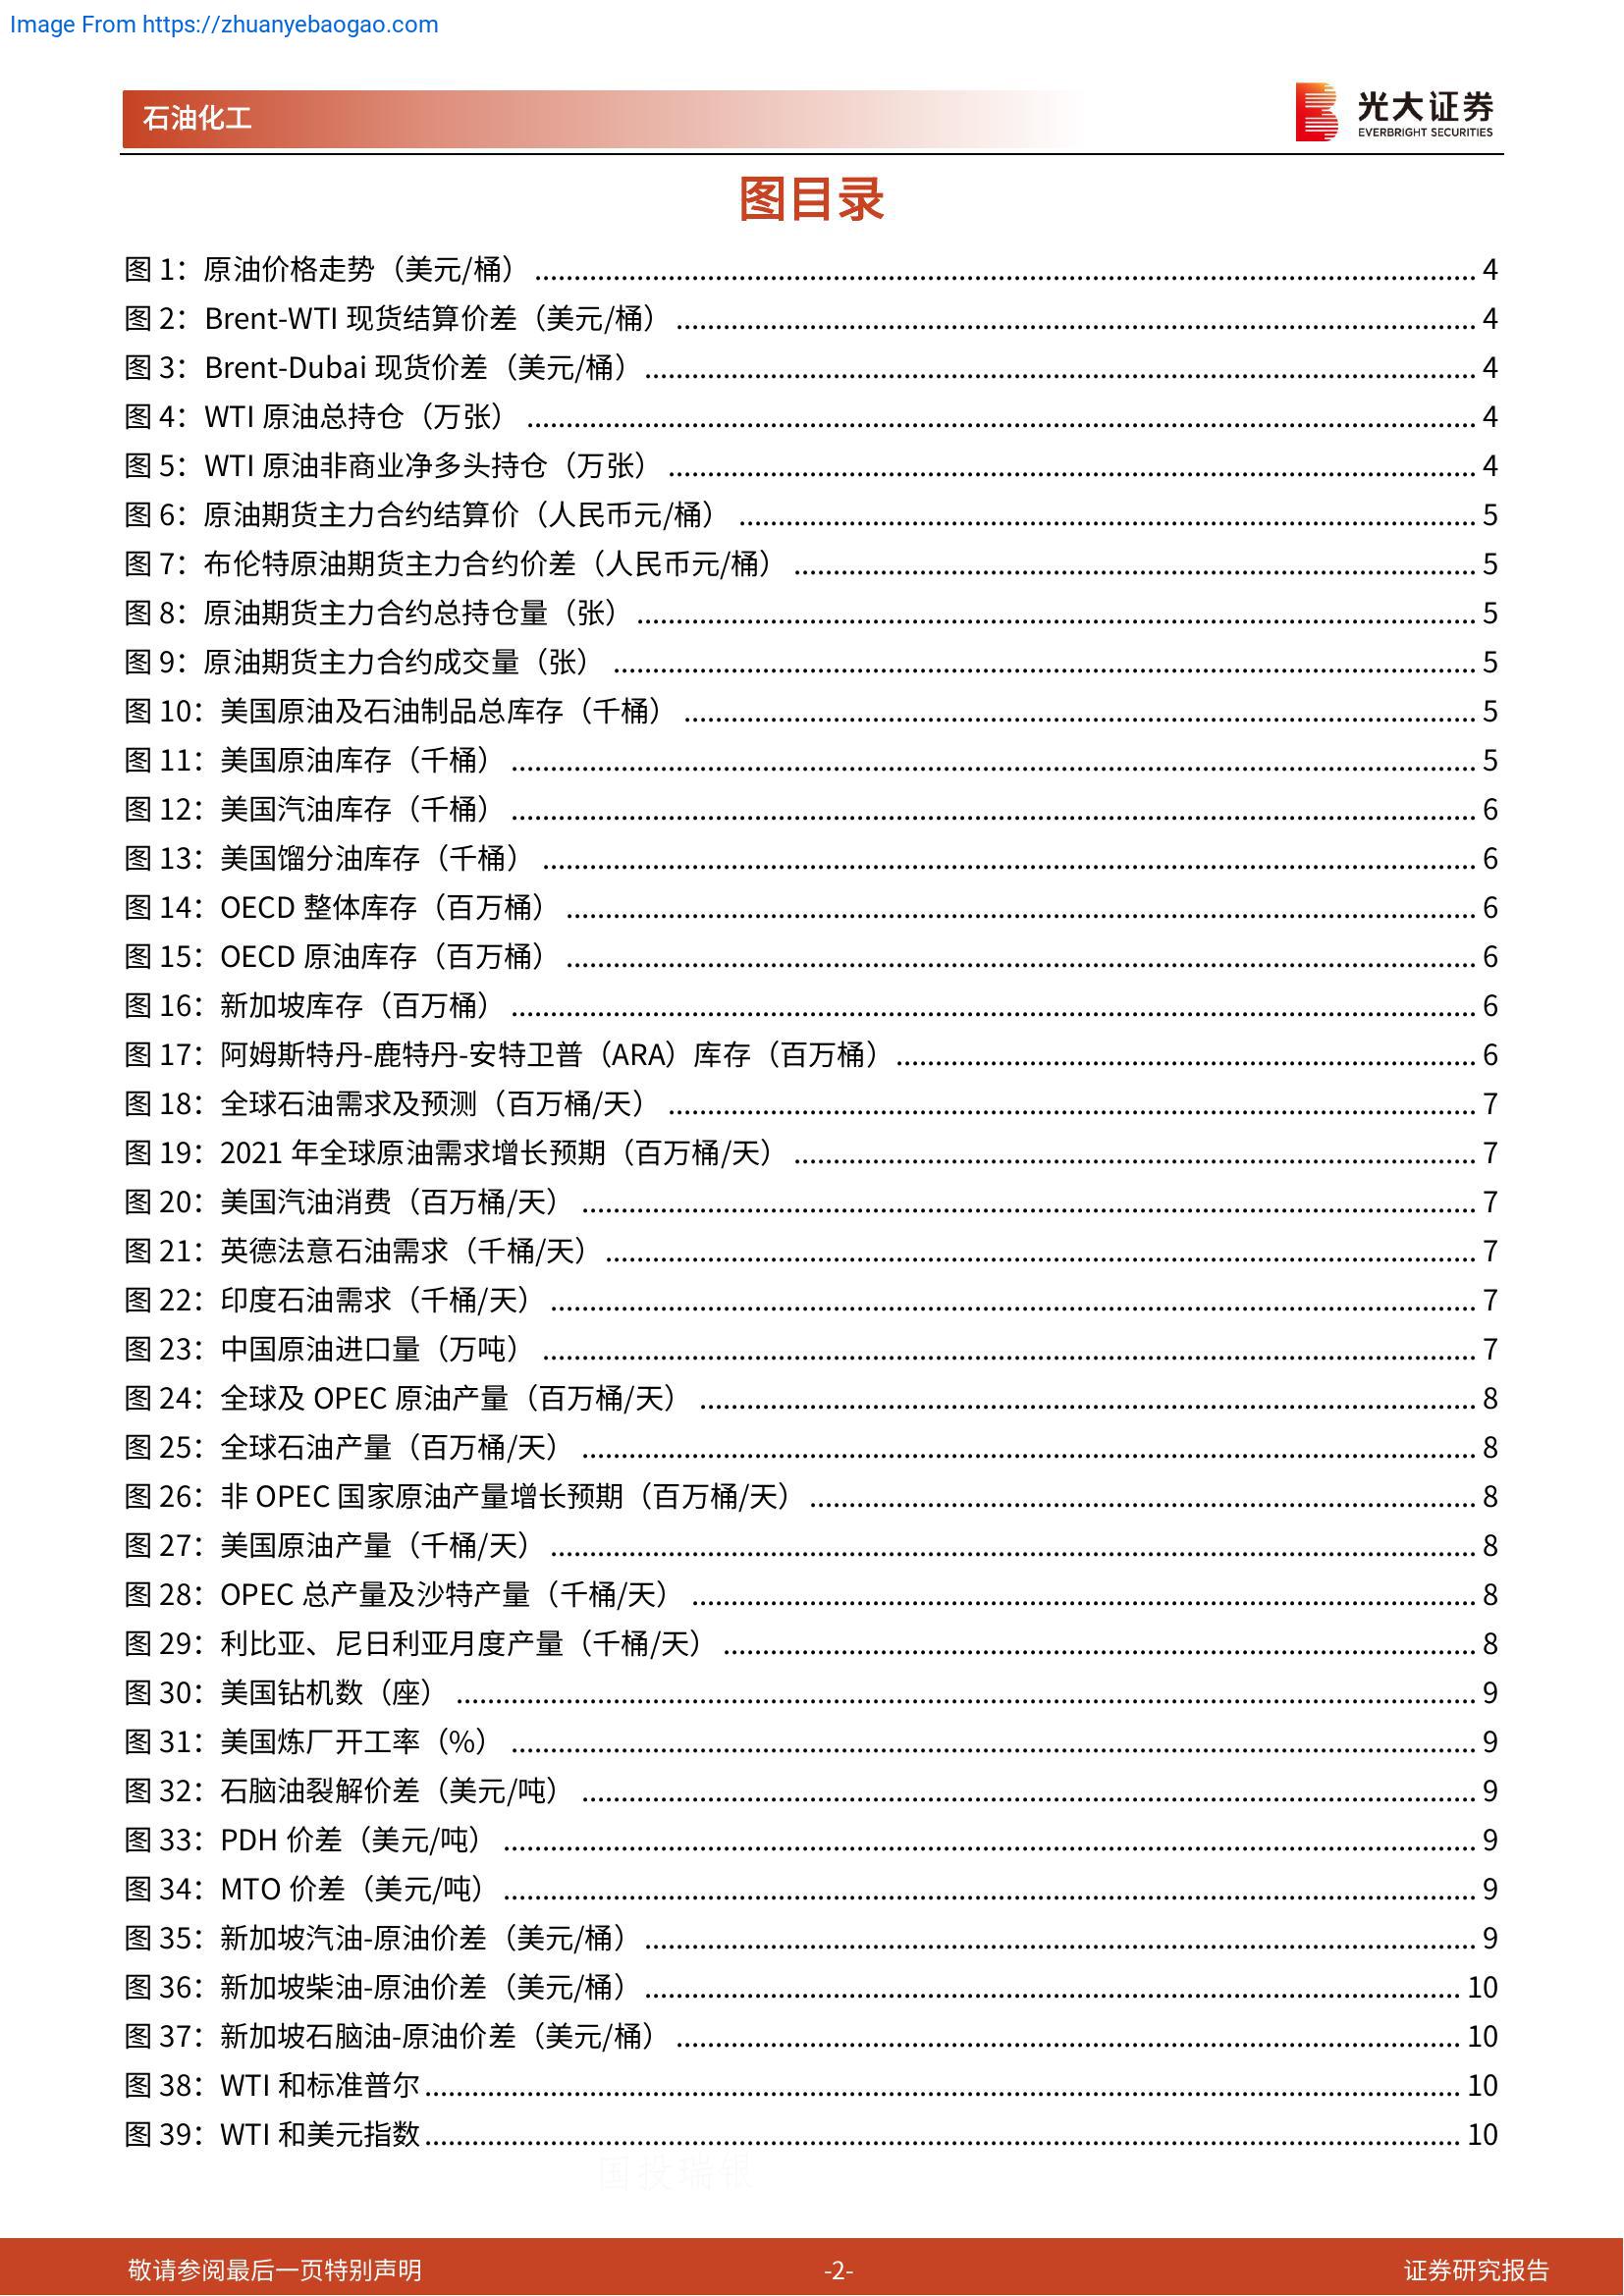 Image From https://zhuanyebaogao.com
石油化工
光大证券
EVERBRIGHT SECURITIES
图目录
图 1：原油价格走势（美元/桶） ........ 4
图 2：Brent-WTI 现货结算价差（美元/桶） ........ 4
图 3：Brent-Dubai 现货价差（美元/桶） ........ 4
图 4：WTI 原油总持仓（万张） ........ 4
图 5：WTI 原油非商业净多头持仓（万张） ........ 4
图 6：原油期货主力合约结算价（人民币元/桶） ........ 5
图 7：布伦特原油期货主力合约价差（人民币元/桶） ........ 5
图 8：原油期货主力合约总持仓量（张） ........ 5
图 9：原油期货主力合约成交量（张） ........ 5
图 10：美国原油及石油制品总库存（千桶） ........ 5
图 11：美国原油库存（千桶） ........ 5
图 12：美国汽油库存（千桶） ........ 6
图 13：美国馏分油库存（千桶） ........ 6
图 14：OECD 整体库存（百万桶） ........ 6
图 15：OECD 原油库存（百万桶） ........ 6
图 16：新加坡库存（百万桶） ........ 6
图 17：阿姆斯特丹-鹿特丹-安特卫普（ARA）库存（百万桶） ........ 6
图 18：全球石油需求及预测（百万桶/天） ........ 7
图 19：2021 年全球原油需求增长预期（百万桶/天） ........ 7
图 20：美国汽油消费（百万桶/天） ........ 7
图 21：英德法意石油需求（千桶/天） ........ 7
图 22：印度石油需求（千桶/天） ........ 7
图 23：中国原油进口量（万吨） ........ 7
图 24：全球及 OPEC 原油产量（百万桶/天） ........ 8
图 25：全球石油产量（百万桶/天） ........ 8
图 26：非 OPEC 国家原油产量增长预期（百万桶/天） ........ 8
图 27：美国原油产量（千桶/天） ........ 8
图 28：OPEC 总产量及沙特产量（千桶/天） ........ 8
图 29：利比亚、尼日利亚月度产量（千桶/天） ........ 8
图 30：美国钻机数（座） ........ 9
图 31：美国炼厂开工率（%） ........ 9
图 32：石脑油裂解价差（美元/吨） ........ 9
图 33：PDH 价差（美元/吨） ........ 9
图 34：MTO 价差（美元/吨） ........ 9
图 35：新加坡汽油-原油价差（美元/桶） ........ 9
图 36：新加坡柴油-原油价差（美元/桶） ........ 10
图 37：新加坡石脑油-原油价差（美元/桶） ........ 10
图 38：WTI 和标准普尔 ........ 10
图 39：WTI 和美元指数 ........ 10
国投瑞银
敬请参阅最后一页特别声明
-2-
证券研究报告